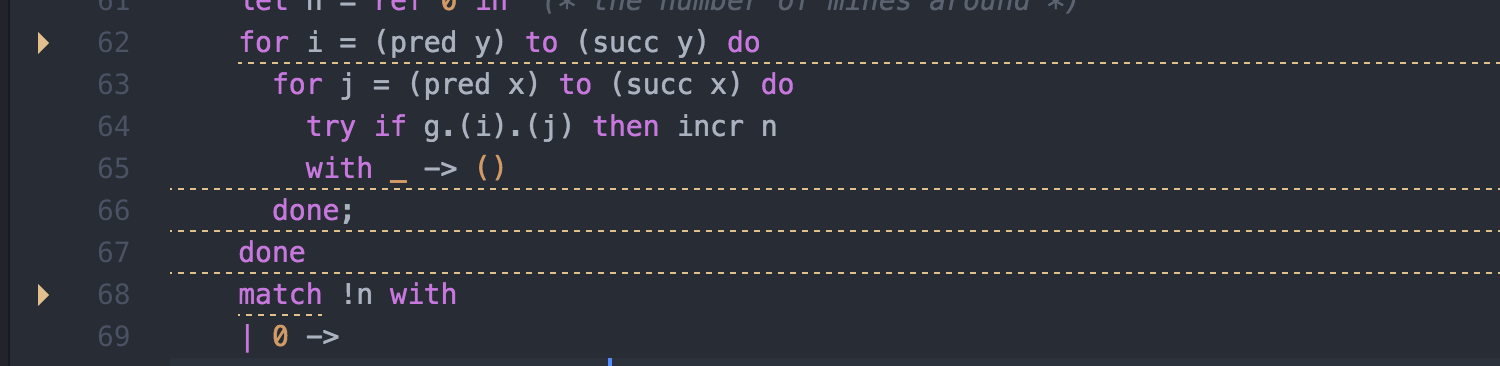 61 let n = ref 0 in (* the number of mines around *)
62 for i = (pred y) to (succ y) do
63 for j = (pred x) to (succ x) do
64 try if g.(i).(j) then incr n
65 with _ -> ()
66 done;
67 done
68 match !n with
69 | 0 ->